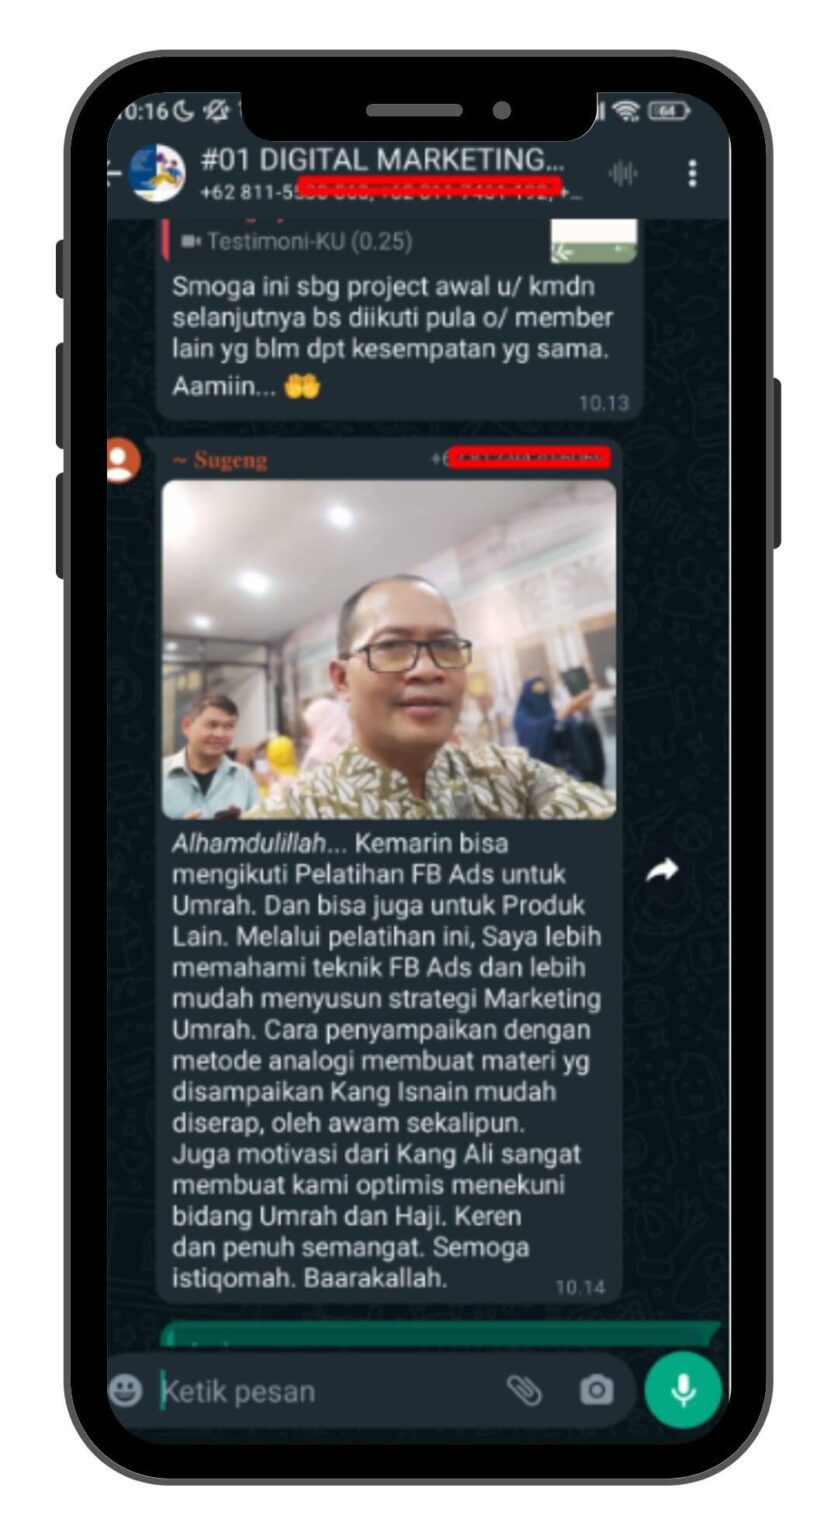 10:16
64
#01 DIGITAL MARKETING...
+62 811-5
Testimoni-KU (0.25)
Smoga ini sbg project awal u/ kmdn
selanjutnya bs diikuti pula o/ member
lain yg blm dpt kesempatan yg sama.
Aamiin... 🤲
10.13
~ Sugeng
Alhamdulillah... Kemarin bisa
mengikuti Pelatihan FB Ads untuk
Umrah. Dan bisa juga untuk Produk
Lain. Melalui pelatihan ini, Saya lebih
memahami teknik FB Ads dan lebih
mudah menyusun strategi Marketing
Umrah. Cara penyampaikan dengan
metode analogi membuat materi yg
disampaikan Kang Isnain mudah
diserap, oleh awam sekalipun.
Juga motivasi dari Kang Ali sangat
membuat kami optimis menekuni
bidang Umrah dan Haji. Keren
dan penuh semangat. Semoga
istiqomah. Baarakallah.
10.14
Ketik pesan